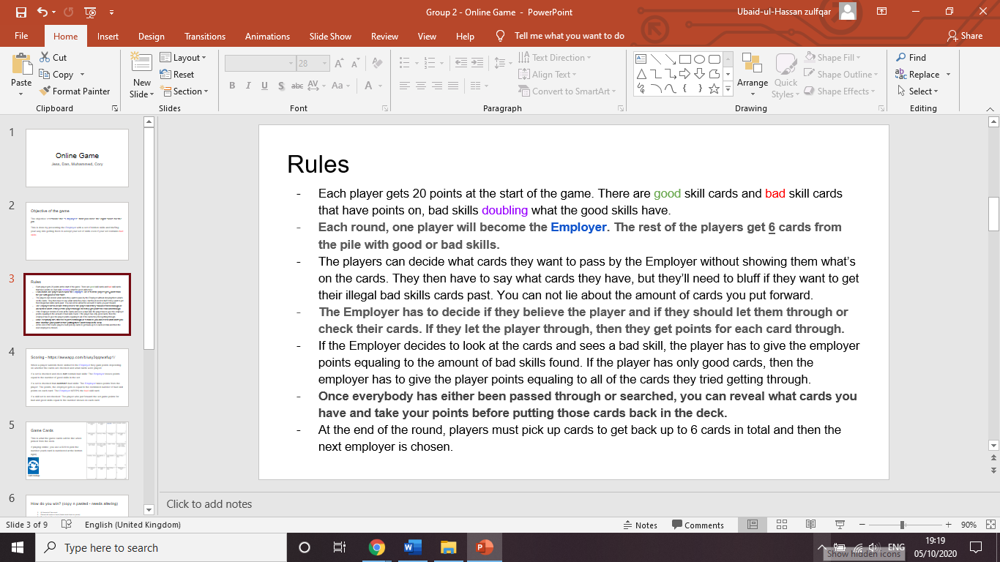 Group 2 - Online Game - PowerPoint
Ubaid-ul-Hassan zulfqar
File Home Insert Design Transitions Animations Slide Show Review View Help Tell me what you want to do Share
Paste
Cut
Copy
Format Painter
Clipboard
New Slide
Layout
Reset
Section
Slides
28
B I U S abc AV Aa A
Font
Text Direction
Align Text
Convert to SmartArt
Paragraph
Arrange
Quick Styles
Shape Fill
Shape Outline
Shape Effects
Drawing
Find
Replace
Select
Editing
1
Online Game
Jess, Dan, Muhammed, Cory
2
Objective of the game
3
Rules
4
Scoring - https://awwapp.com/b/usy3qqswafup1/
5
Game Cards
6
How do you win? (copy n pasted - needs altering)
Rules
- Each player gets 20 points at the start of the game. There are good skill cards and bad skill cards
that have points on, bad skills doubling what the good skills have.
- Each round, one player will become the Employer. The rest of the players get 6 cards from
the pile with good or bad skills.
- The players can decide what cards they want to pass by the Employer without showing them what's
on the cards. They then have to say what cards they have, but they'll need to bluff if they want to get
their illegal bad skills cards past. You can not lie about the amount of cards you put forward.
- The Employer has to decide if they believe the player and if they should let them through or
check their cards. If they let the player through, then they get points for each card through.
- If the Employer decides to look at the cards and sees a bad skill, the player has to give the employer
points equaling to the amount of bad skills found. If the player has only good cards, then the
employer has to give the player points equaling to all of the cards they tried getting through.
- Once everybody has either been passed through or searched, you can reveal what cards you
have and take your points before putting those cards back in the deck.
- At the end of the round, players must pick up cards to get back up to 6 cards in total and then the
next employer is chosen.
Click to add notes
Slide 3 of 9 English (United Kingdom) Notes Comments 90%
Type here to search
ENG
19:19
05/10/2020
Show hidden icons